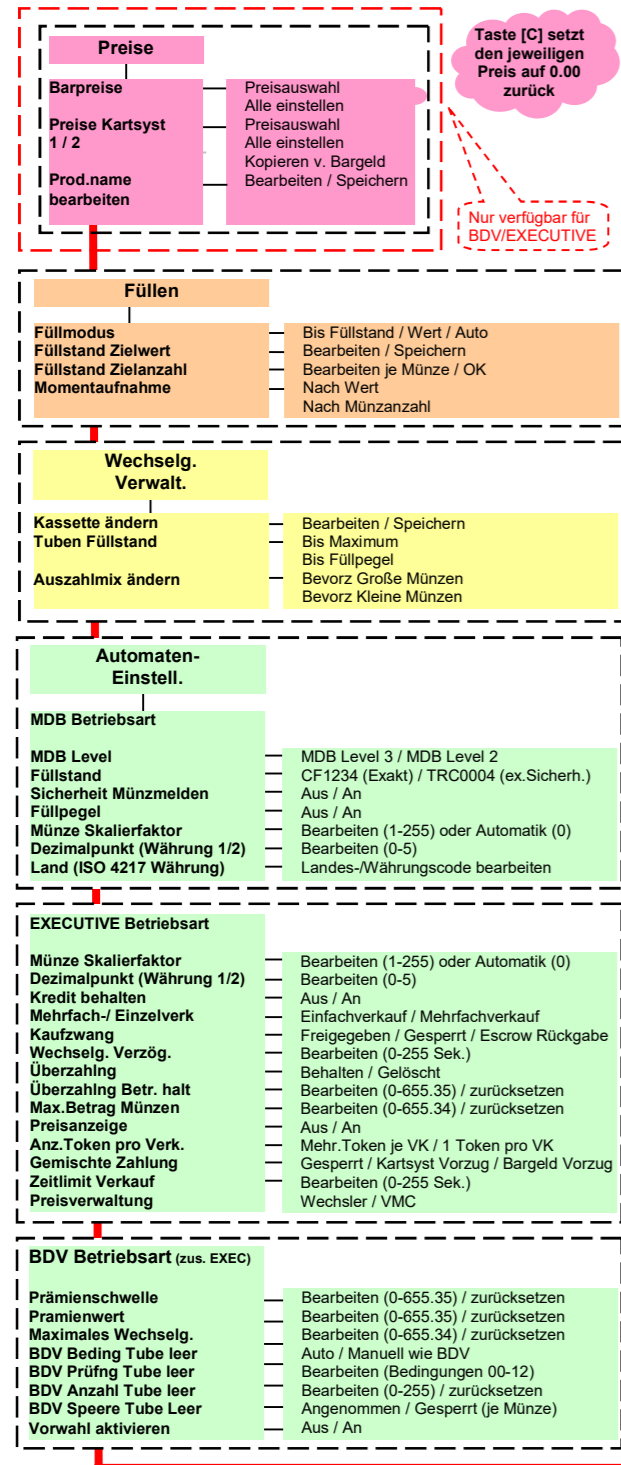 Preise
Taste [C] setzt
den jeweiligen
Preis auf 0.00
zurück
Barpreise Preisauswahl
Alle einstellen
Preise Kartsyst Preisauswahl
1 / 2 Alle einstellen
Kopieren v. Bargeld
Prod.name Bearbeiten / Speichern
bearbeiten
Nur verfügbar für
BDV/EXECUTIVE
Füllen
Füllmodus Bis Füllstand / Wert / Auto
Füllstand Zielwert Bearbeiten / Speichern
Füllstand Zielanzahl Bearbeiten je Münze / OK
Momentaufnahme Nach Wert
Nach Münzanzahl
Wechselg.
Verwalt.
Kassette ändern Bearbeiten / Speichern
Tuben Füllstand Bis Maximum
Bis Füllpegel
Auszahlmix ändern Bevorz Große Münzen
Bevorz Kleine Münzen
Automaten-
Einstell.
MDB Betriebsart
MDB Level MDB Level 3 / MDB Level 2
Füllstand CF1234 (Exakt) / TRC0004 (ex.Sicherh.)
Sicherheit Münzmelden Aus / An
Füllpegel Aus / An
Münze Skalierfaktor Bearbeiten (1-255) oder Automatik (0)
Dezimalpunkt (Währung 1/2) Bearbeiten (0-5)
Land (ISO 4217 Währung) Landes-/Währungscode bearbeiten
EXECUTIVE Betriebsart
Münze Skalierfaktor Bearbeiten (1-255) oder Automatik (0)
Dezimalpunkt (Währung 1/2) Bearbeiten (0-5)
Kredit behalten Aus / An
Mehrfach-/ Einzelverk Einfachverkauf / Mehrfachverkauf
Kaufzwang Freigegeben / Gesperrt / Escrow Rückgabe
Wechselg. Verzög. Bearbeiten (0-255 Sek.)
Überzahlng Behalten / Gelöscht
Überzahlng Betr. halt Bearbeiten (0-655.35) / zurücksetzen
Max.Betrag Münzen Bearbeiten (0-655.34) / zurücksetzen
Preisanzeige Aus / An
Anz.Token pro Verk. Mehr.Token je VK / 1 Token pro VK
Gemischte Zahlung Gesperrt / Kartsyst Vorzug / Bargeld Vorzug
Zeitlimit Verkauf Bearbeiten (0-255 Sek.)
Preisverwaltung Wechsler / VMC
BDV Betriebsart (zus. EXEC)
Prämienschwelle Bearbeiten (0-655.35) / zurücksetzen
Pramienwert Bearbeiten (0-655.35) / zurücksetzen
Maximales Wechselg. Bearbeiten (0-655.34) / zurücksetzen
BDV Beding Tube leer Auto / Manuell wie BDV
BDV Prüfng Tube leer Bearbeiten (Bedingungen 00-12)
BDV Anzahl Tube leer Bearbeiten (0-255) / zurücksetzen
BDV Speere Tube Leer Angenommen / Gesperrt (je Münze)
Vorwahl aktivieren Aus / An